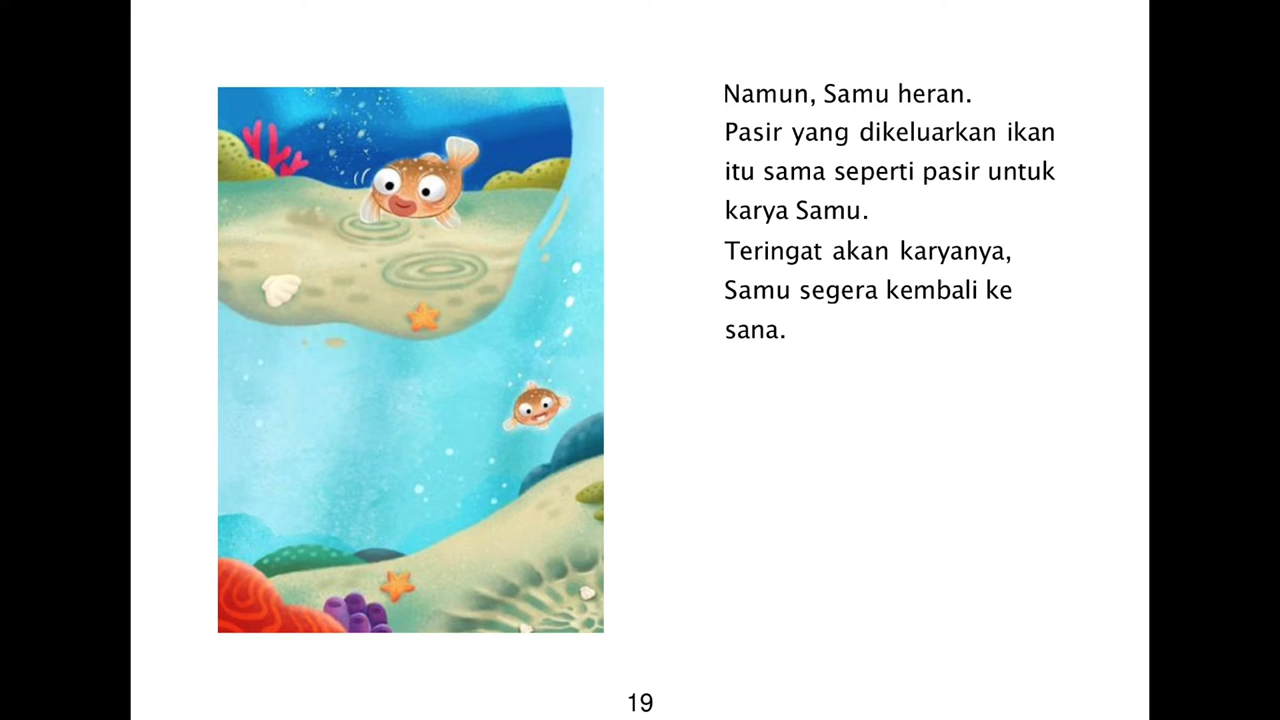 Namun, Samu heran.
Pasir yang dikeluarkan ikan
itu sama seperti pasir untuk
karya Samu.
Teringat akan karyanya,
Samu segera kembali ke
sana.
19